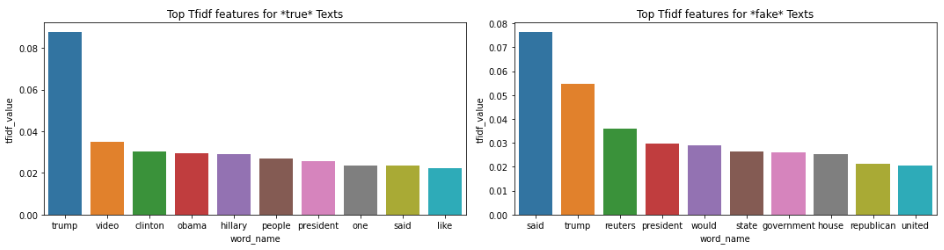 Top Tfidf features for *true* Texts
0.08
0.06
0.04
0.02
0.00
tfidf_value
trump video clinton obama hillary people president one said like
word_name
Top Tfidf features for *fake* Texts
0.08
0.07
0.06
0.05
0.04
0.03
0.02
0.01
0.00
tfidf_value
said trump reuters president would state government house republican united
word_name